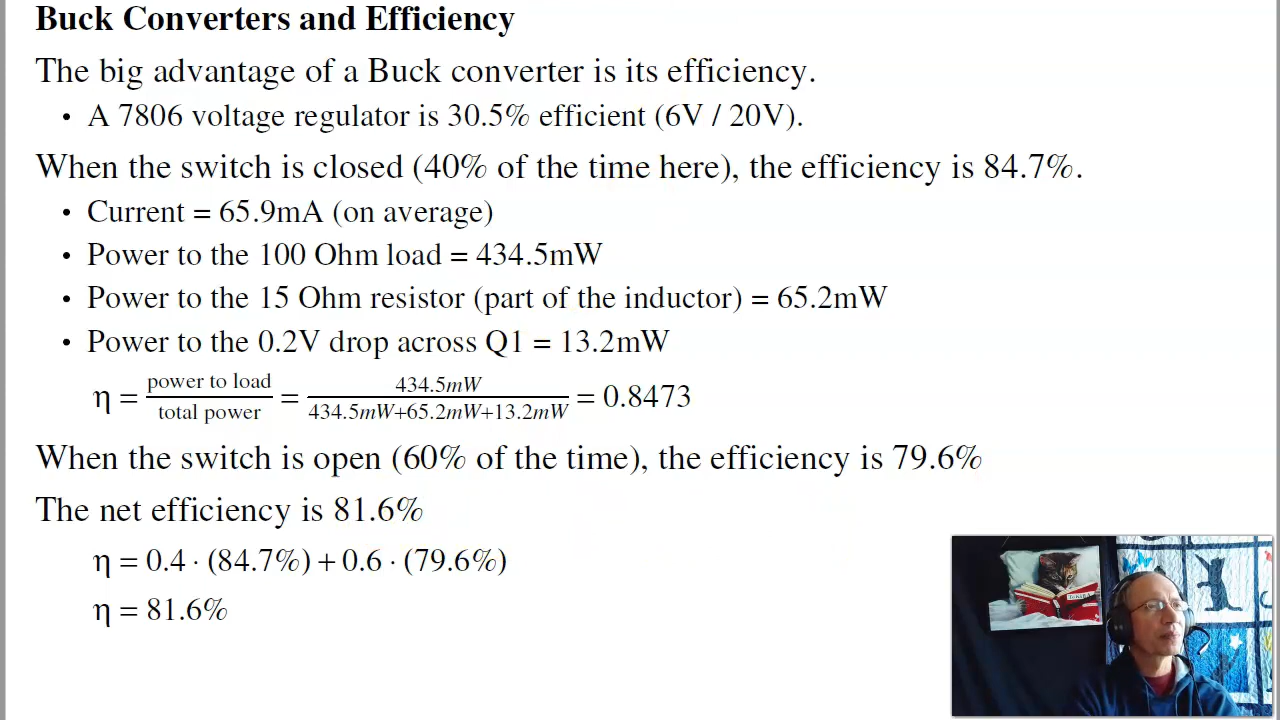 Buck Converters and Efficiency
The big advantage of a Buck converter is its efficiency.
• A 7806 voltage regulator is 30.5% efficient (6V / 20V).
When the switch is closed (40% of the time here), the efficiency is 84.7%.
• Current = 65.9mA (on average)
• Power to the 100 Ohm load = 434.5mW
• Power to the 15 Ohm resistor (part of the inductor) = 65.2mW
• Power to the 0.2V drop across Q1 = 13.2mW
η = power to load / total power = 434.5mW / 434.5mW+65.2mW+13.2mW = 0.8473
When the switch is open (60% of the time), the efficiency is 79.6%
The net efficiency is 81.6%
η = 0.4 · (84.7%) + 0.6 · (79.6%)
η = 81.6%